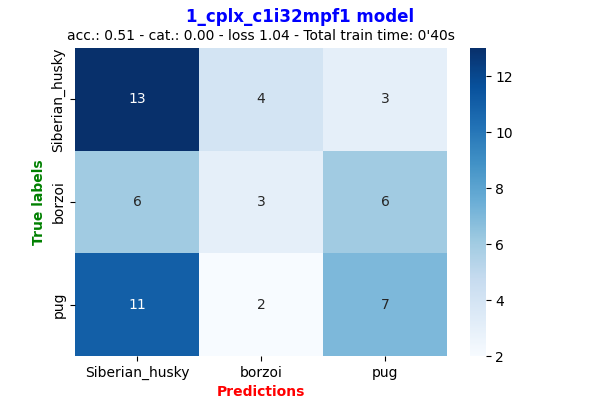 1_cplx_c1i32mpf1 model
acc.: 0.51 - cat.: 0.00 - loss 1.04 - Total train time: 0'40s
True labels
Siberian_husky
13 4 3
borzoi
6 3 6
pug
11 2 7
Siberian_husky borzoi pug
Predictions
12
10
8
6
4
2